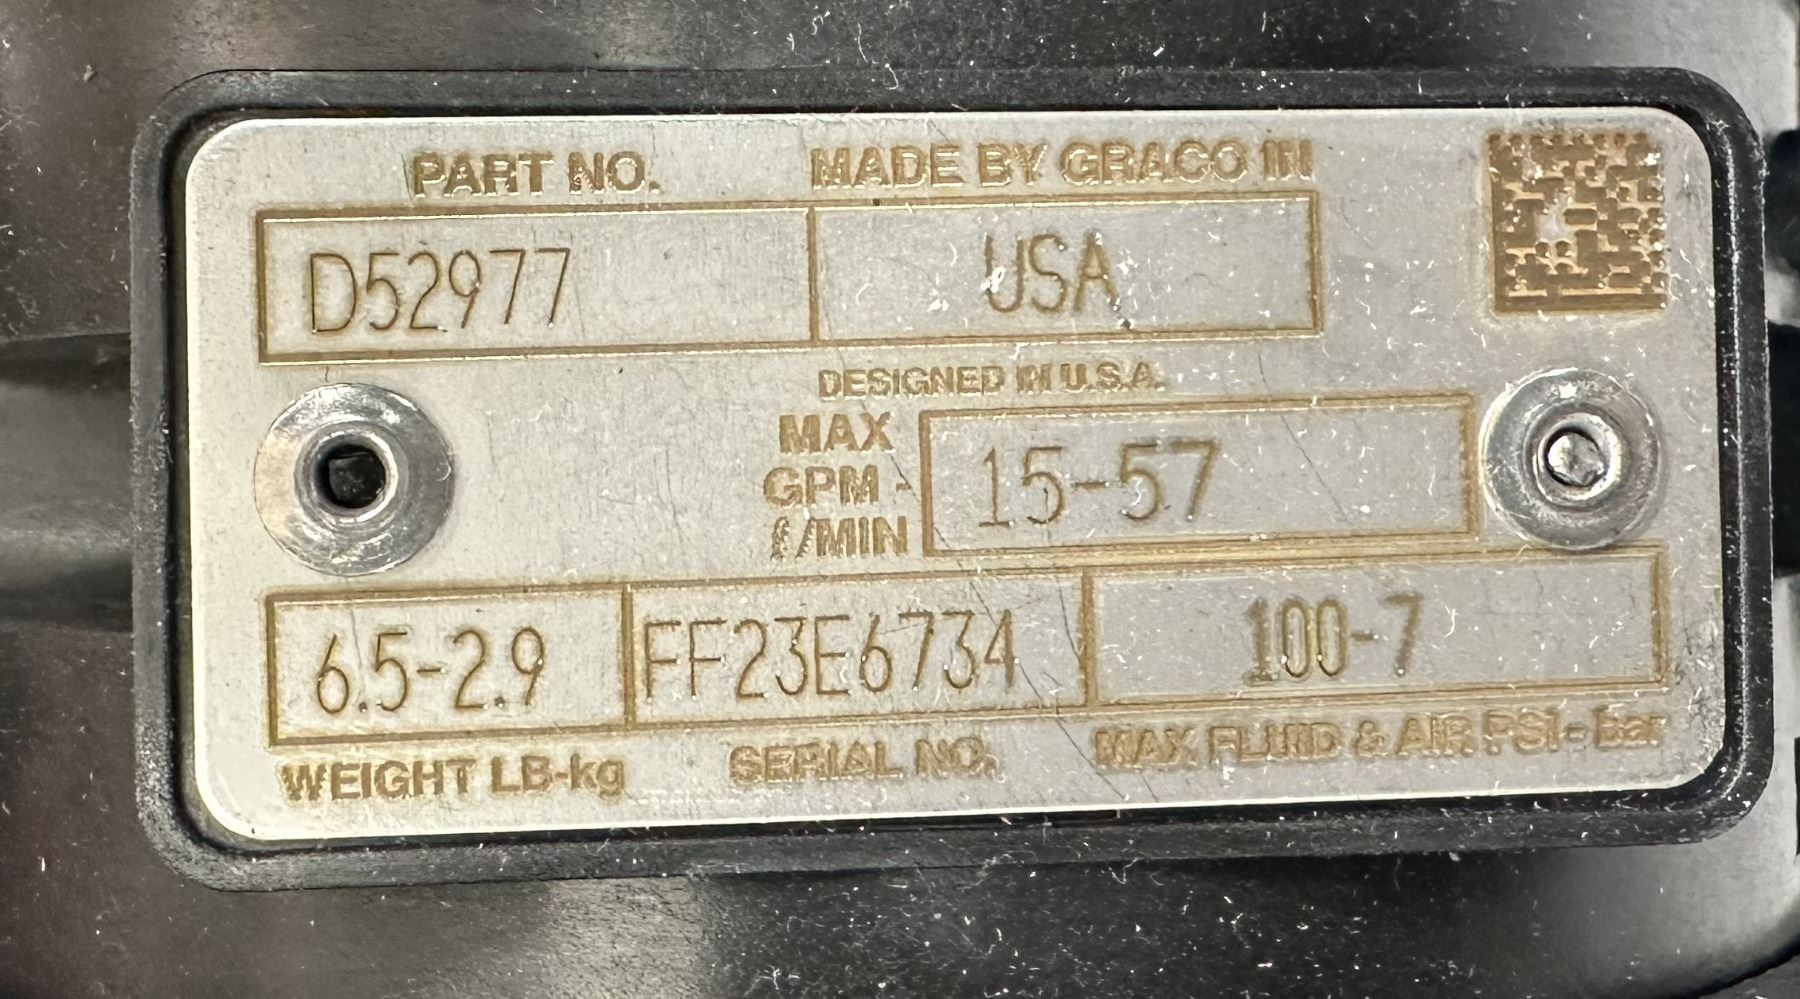 PART NO. MADE BY GRACO IN
D52977 USA
DESIGNED IN U.S.A.
MAX
GPM -
ℓ/MIN
15-57
6.5-2.9 FF23E6734 100-7
WEIGHT LB-kg SERIAL NO. MAX FLUID & AIR PSI - bar